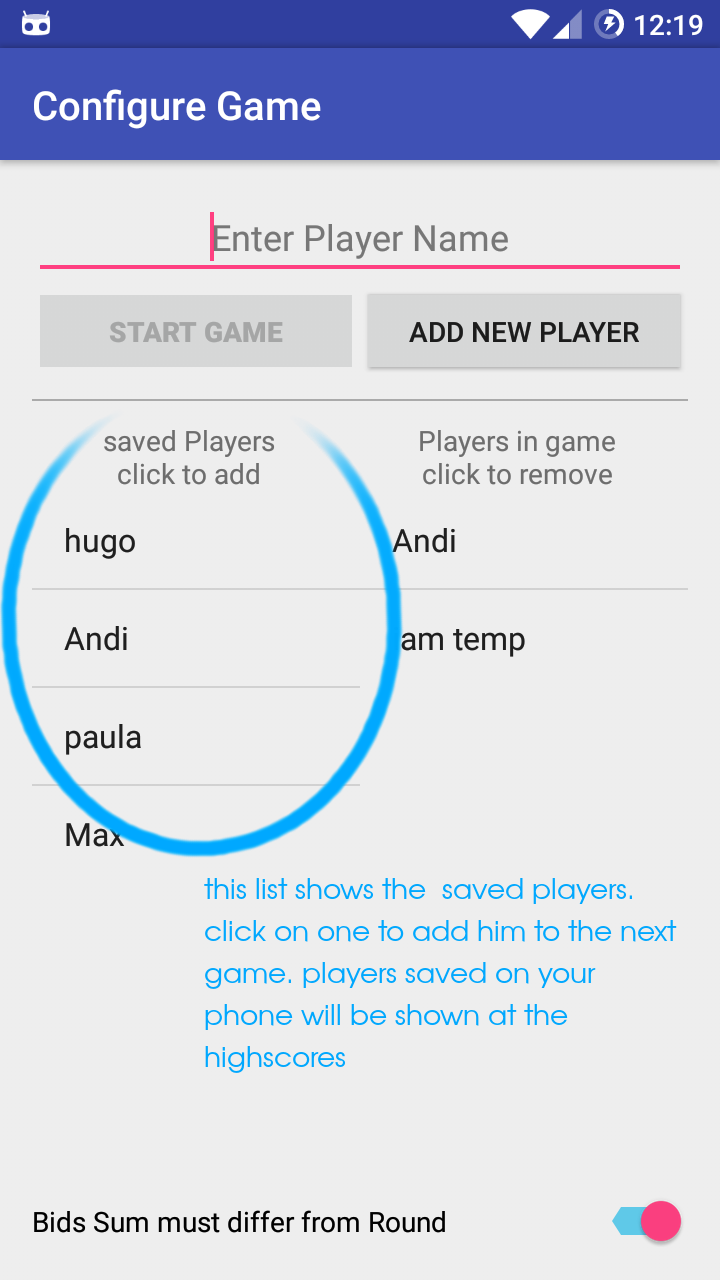 12:19
Configure Game
Enter Player Name
START GAME
ADD NEW PLAYER
saved Players
click to add
Players in game
click to remove
hugo
Andi
Andi
am temp
paula
Max
this list shows the saved players.
click on one to add him to the next
game. players saved on your
phone will be shown at the
highscores
Bids Sum must differ from Round